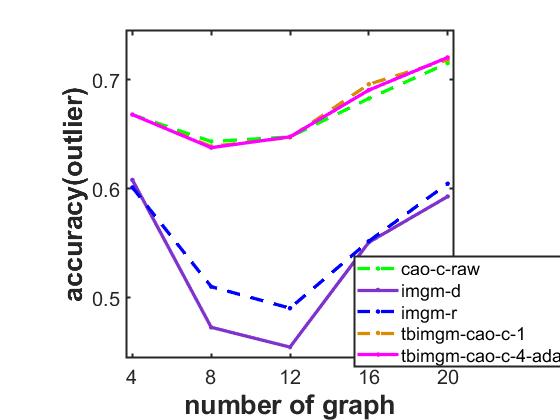 accuracy(outlier)
0.7
0.6
0.5
4 8 12 16 20
number of graph
cao-c-raw
imgm-d
imgm-r
tbimgm-cao-c-1
tbimgm-cao-c-4-ada